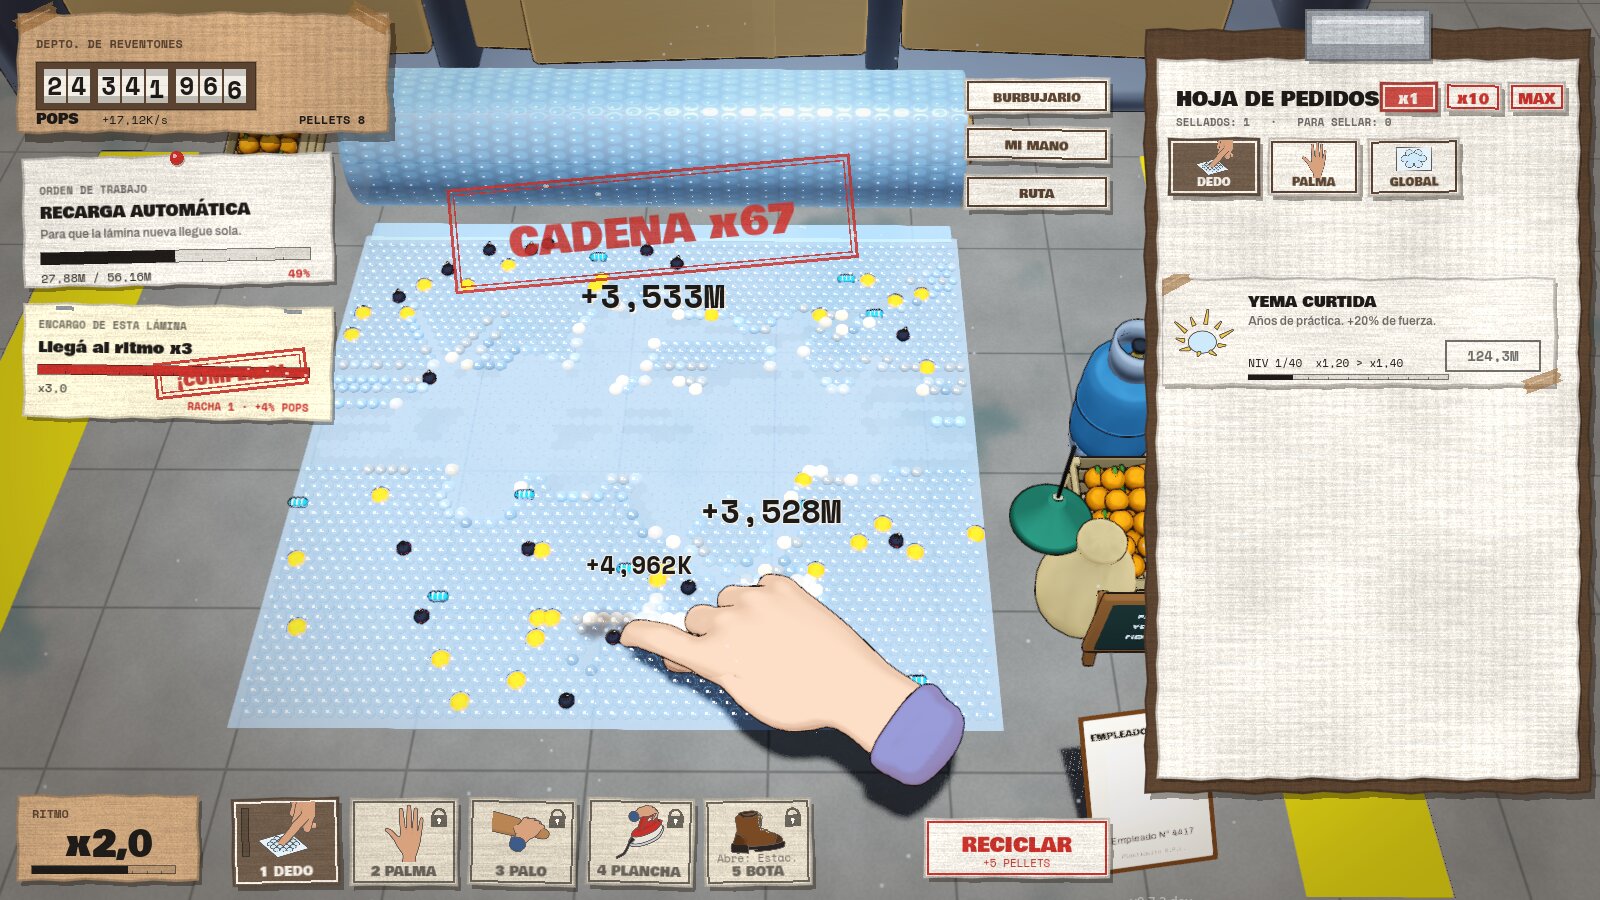 DEPTO. DE REVENTONES
24 341 966
POPS +17,12K/s PELLETS 8
ORDEN DE TRABAJO
RECARGA AUTOMÁTICA
Para que la lámina nueva llegue sola.
27,88M / 56,16M 49%
ENCARGO DE ESTA LÁMINA
Llegá al ritmo x3
x3,0
RACHA 1 · +4% POPS
CADENA x67
+3,533M
+3,528M
+4,962K
BURBUJARIO
MI MANO
RUTA
HOJA DE PEDIDOS
x1 x10 MAX
SELLADOS: 1 · PARA SELLAR: 0
DEDO PALMA GLOBAL
YEMA CURTIDA
Años de práctica. +20% de fuerza.
NIV 1/40 x1,20 > x1,40
124,3M
EMPLEADO
Empleado N° 4417
RITMO
x2,0
1 DEDO
2 PALMA
3 PALO
4 PLANCHA
Abre: Estac.
5 BOTA
RECICLAR
+5 PELLETS